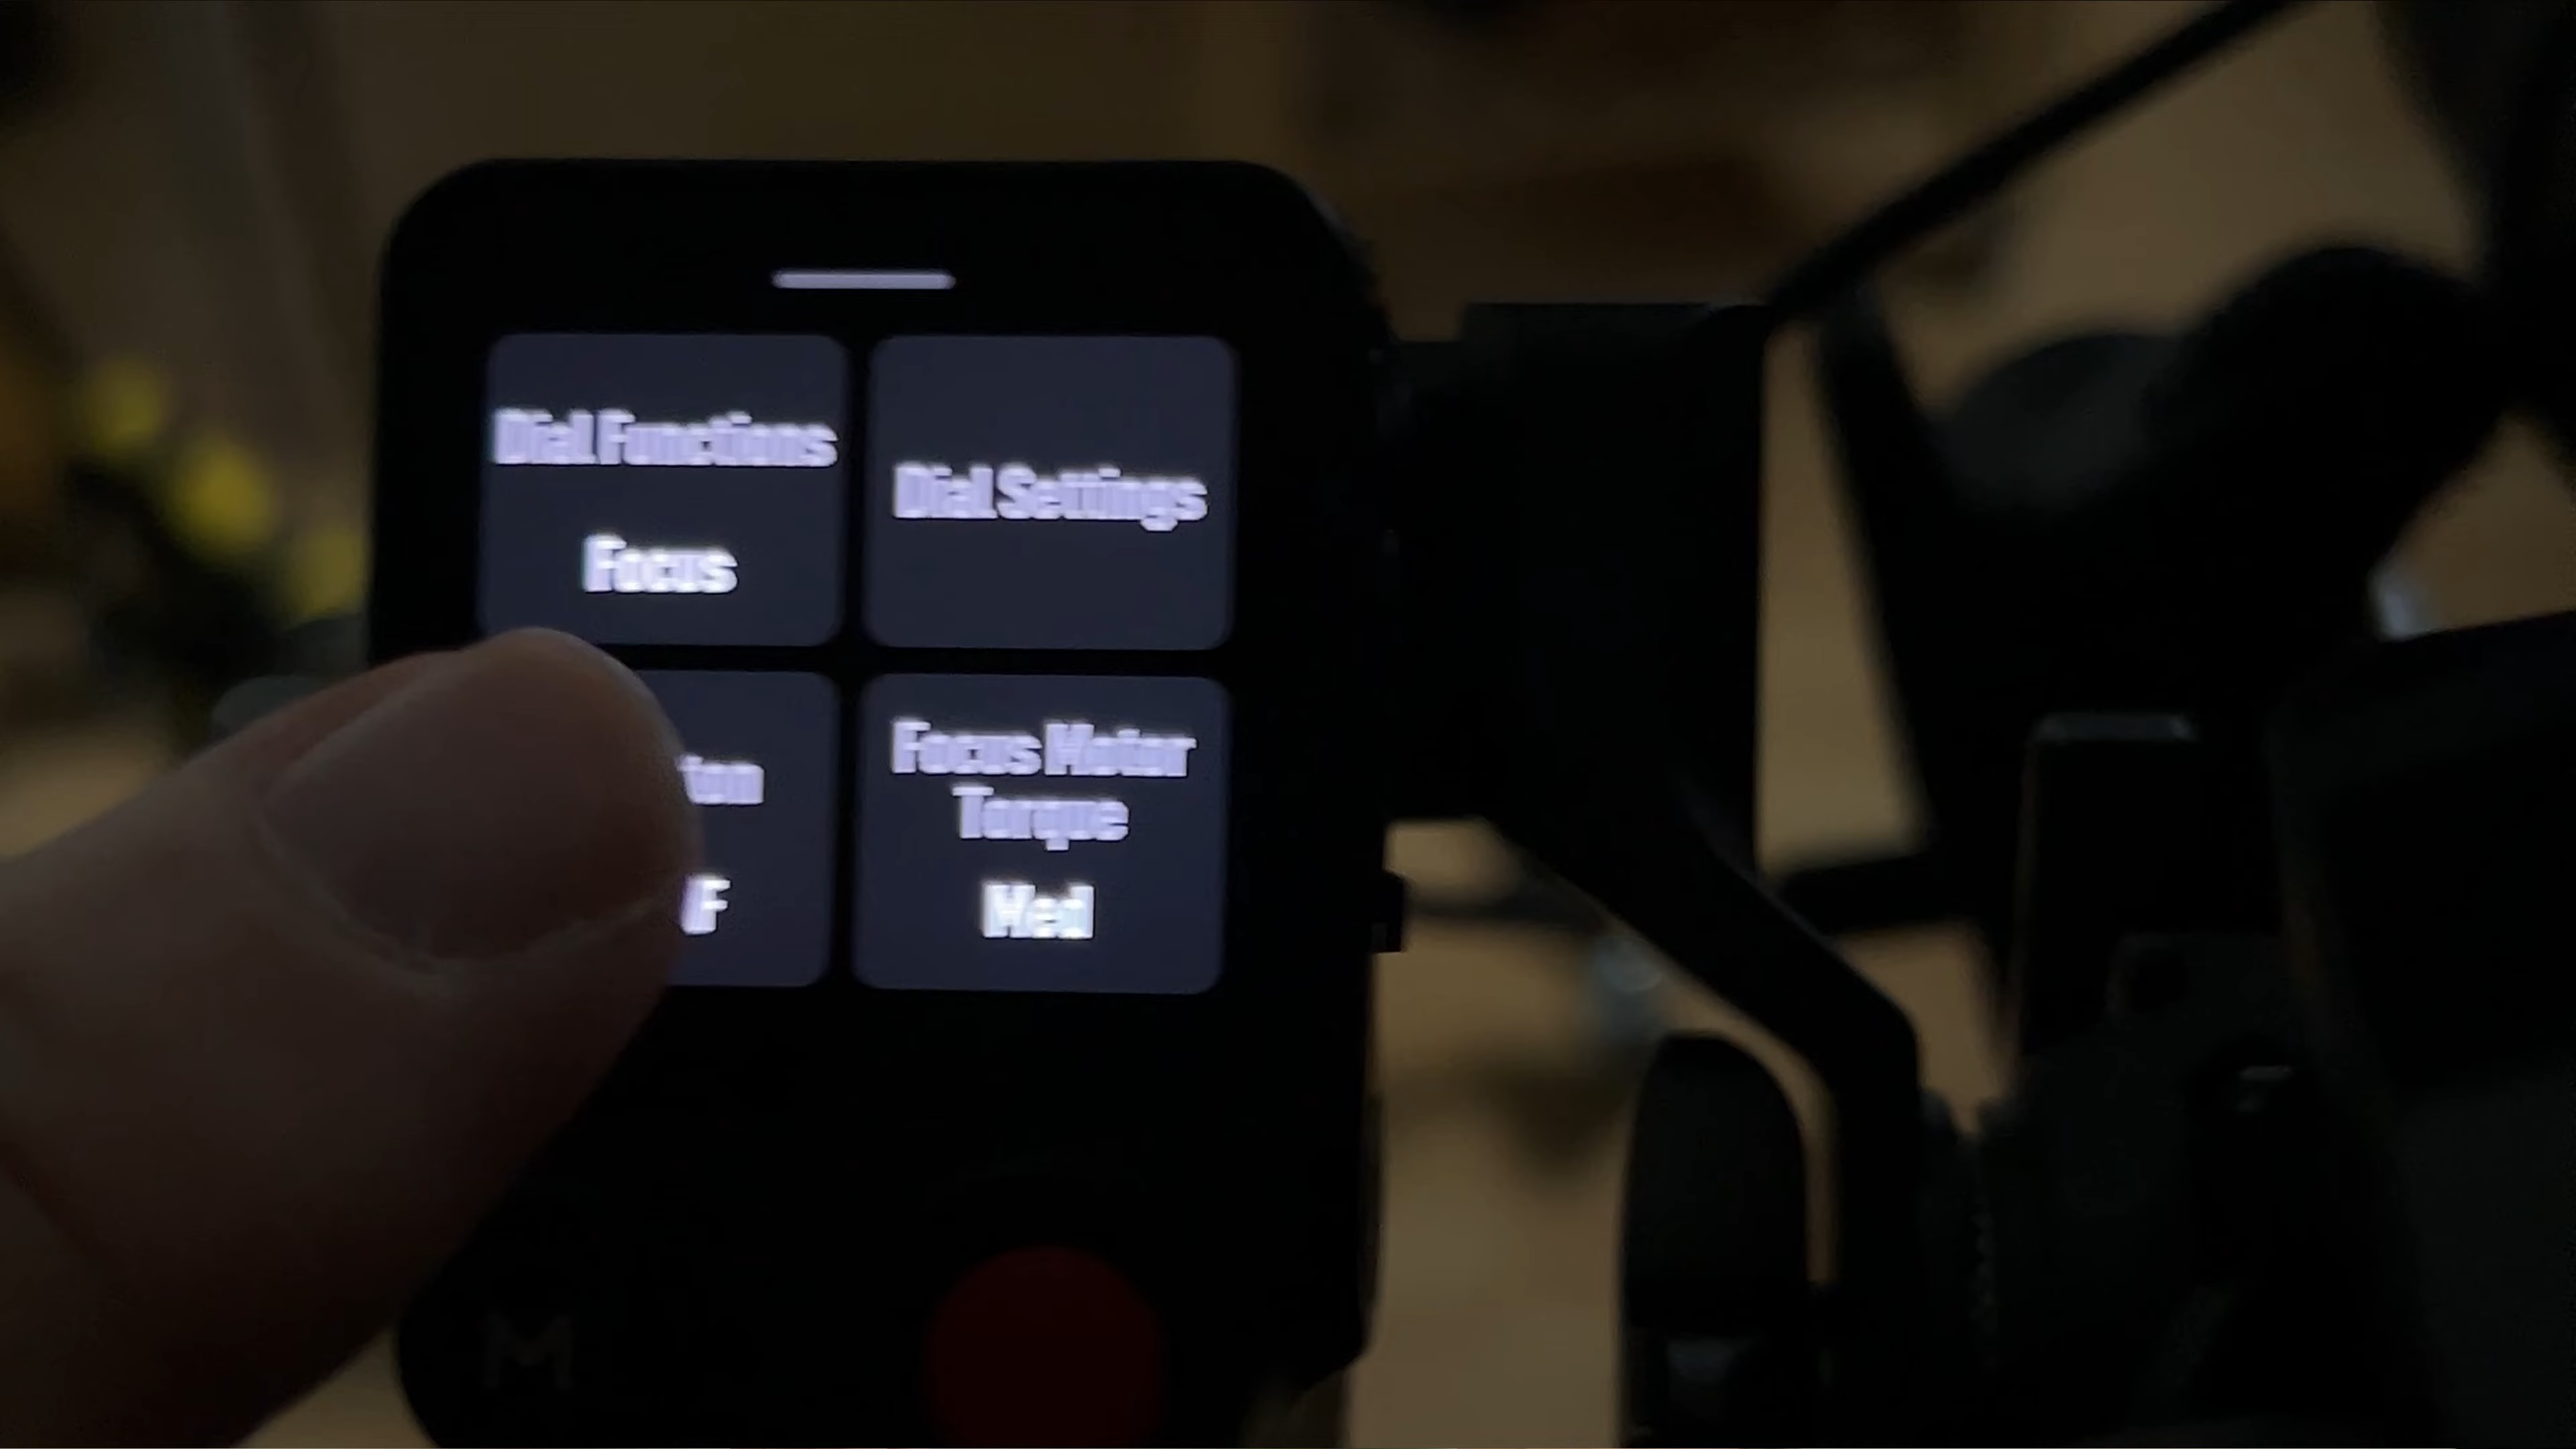 Dial Functions
Focus
Dial Settings
Focus Motor
Torque
Med
M